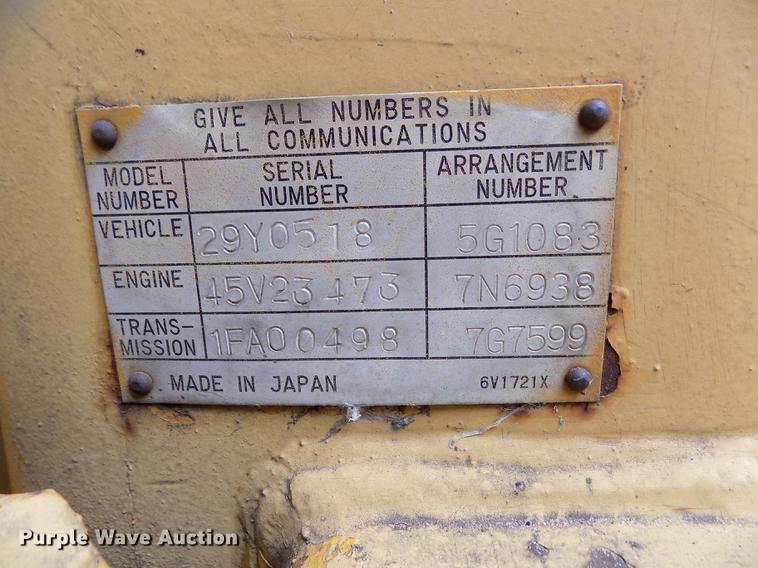 GIVE ALL NUMBERS IN
ALL COMMUNICATIONS
MODEL NUMBER SERIAL NUMBER ARRANGEMENT NUMBER
VEHICLE 29Y0518 5G1083
ENGINE 45V23473 7N6938
TRANS-MISSION 1FA00498 7G7599
MADE IN JAPAN 6V1721X
Purple Wave Auction